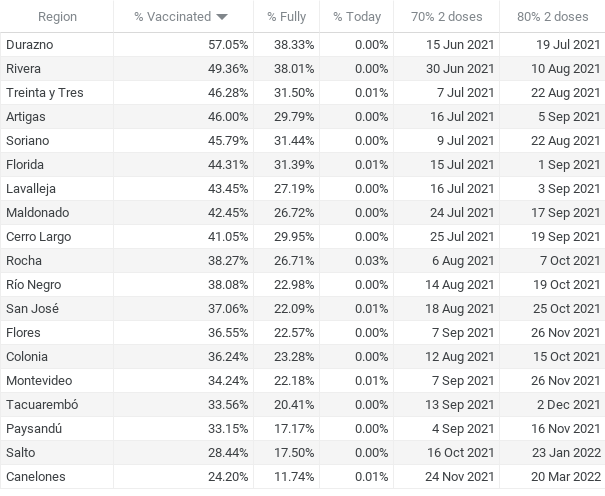 Region % Vaccinated % Fully % Today 70% 2 doses 80% 2 doses
Durazno 57.05% 38.33% 0.00% 15 Jun 2021 19 Jul 2021
Rivera 49.36% 38.01% 0.00% 30 Jun 2021 10 Aug 2021
Treinta y Tres 46.28% 31.50% 0.01% 7 Jul 2021 22 Aug 2021
Artigas 46.00% 29.79% 0.00% 16 Jul 2021 5 Sep 2021
Soriano 45.79% 31.44% 0.00% 9 Jul 2021 22 Aug 2021
Florida 44.31% 31.39% 0.01% 15 Jul 2021 1 Sep 2021
Lavalleja 43.45% 27.19% 0.00% 16 Jul 2021 3 Sep 2021
Maldonado 42.45% 26.72% 0.00% 24 Jul 2021 17 Sep 2021
Cerro Largo 41.05% 29.95% 0.00% 25 Jul 2021 19 Sep 2021
Rocha 38.27% 26.71% 0.03% 6 Aug 2021 7 Oct 2021
Río Negro 38.08% 22.98% 0.00% 14 Aug 2021 19 Oct 2021
San José 37.06% 22.09% 0.01% 18 Aug 2021 25 Oct 2021
Flores 36.55% 22.57% 0.00% 7 Sep 2021 26 Nov 2021
Colonia 36.24% 23.28% 0.00% 12 Aug 2021 15 Oct 2021
Montevideo 34.24% 22.18% 0.01% 7 Sep 2021 26 Nov 2021
Tacuarembó 33.56% 20.41% 0.00% 13 Sep 2021 2 Dec 2021
Paysandú 33.15% 17.17% 0.00% 4 Sep 2021 16 Nov 2021
Salto 28.44% 17.50% 0.00% 16 Oct 2021 23 Jan 2022
Canelones 24.20% 11.74% 0.01% 24 Nov 2021 20 Mar 2022